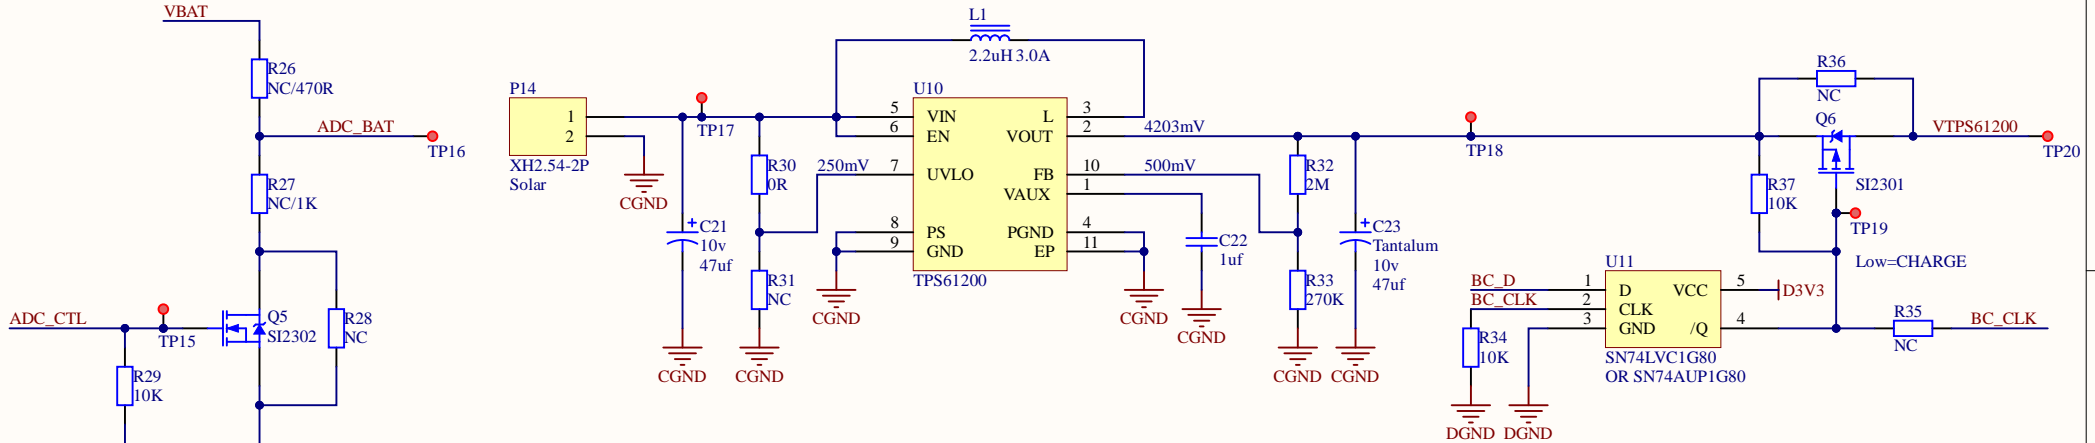 VBAT
R26
NC/470R
ADC_BAT
TP16
R27
NC/1K
ADC_CTL
TP15
Q5
SI2302
R28
NC
R29
10K
P14
1
2
XH2.54-2P
Solar
CGND
TP17
C21
10v
47uf
CGND
R30
0R
250mV
R31
NC
CGND
L1
2.2uH 3.0A
U10
5
VIN
6
EN
7
UVLO
8
PS
9
GND
L
3
VOUT
2
FB
10
VAUX
1
PGND
4
EP
11
TPS61200
CGND
CGND
4203mV
500mV
C22
1uf
CGND
R32
2M
R33
270K
CGND
C23
Tantalum
10v
47uf
CGND
TP18
R36
NC
Q6
SI2301
VTPS61200
TP20
R37
10K
TP19
Low=CHARGE
U11
BC_D
1
D
BC_CLK
2
CLK
3
GND
VCC
5
D3V3
/Q
4
SN74LVC1G80
OR SN74AUP1G80
R34
10K
DGND
DGND
R35
NC
BC_CLK